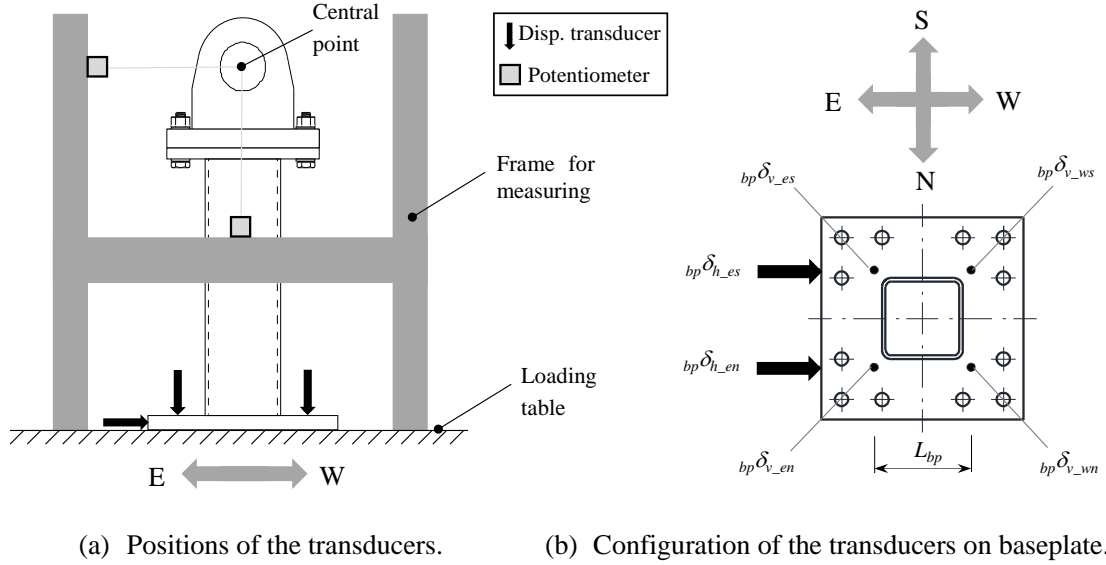 Central
point
Disp. transducer
Potentiometer
Frame for
measuring
Loading
table
E
W
(a) Positions of the transducers.
S
E
W
N
bpδv_es
bpδv_ws
bpδh_es
bpδh_en
bpδv_en
Lbp
bpδv_wn
(b) Configuration of the transducers on baseplate.